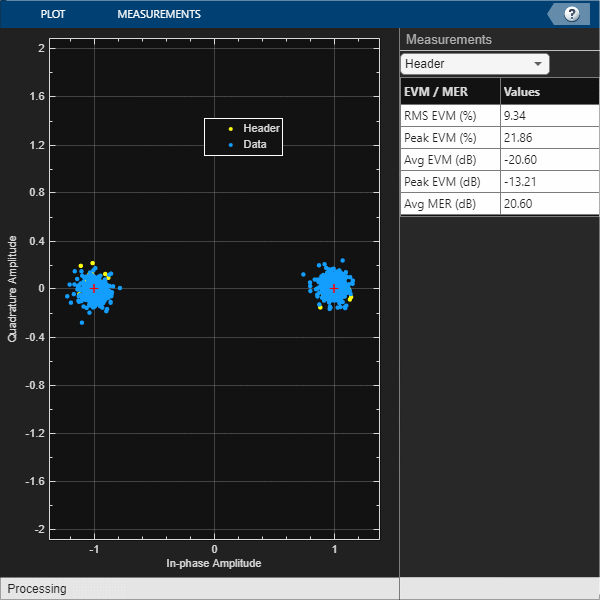 PLOT MEASUREMENTS ?
Measurements
Header
EVM / MER Values
RMS EVM (%) 9.34
Peak EVM (%) 21.86
Avg EVM (dB) -20.60
Peak EVM (dB) -13.21
Avg MER (dB) 20.60
Header
Data
Quadrature Amplitude
2
1.6
1.2
0.8
0.4
0
-0.4
-0.8
-1.2
-1.6
-2
-1 0 1
In-phase Amplitude
Processing